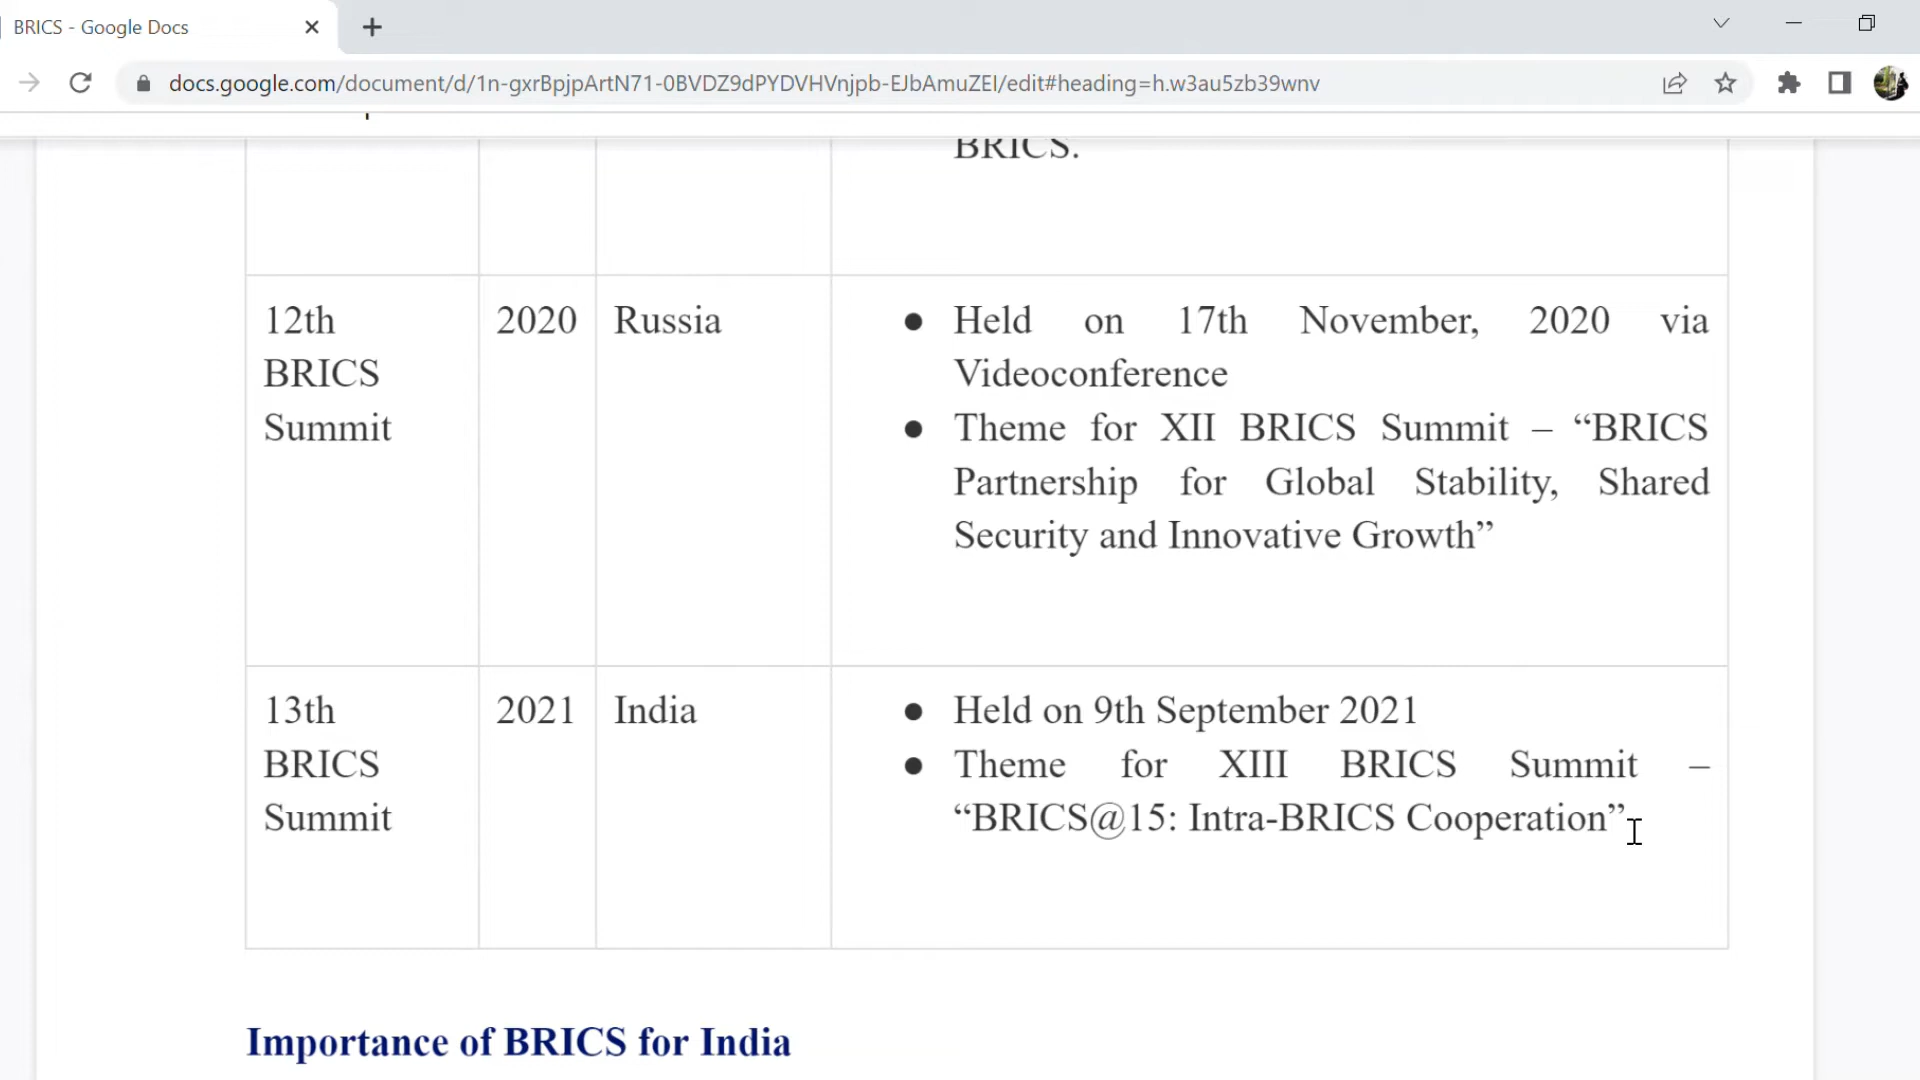 BRICS - Google Docs
docs.google.com/document/d/1n-gxrBpjpArtN71-0BVDZ9dPYDVHVnjpb-EJbAmuZEI/edit#heading=h.w3au5zb39wnv
BRICS.
12th
BRICS
Summit
2020
Russia
● Held on 17th November, 2020 via
Videoconference
● Theme for XII BRICS Summit – “BRICS
Partnership for Global Stability, Shared
Security and Innovative Growth”
13th
BRICS
Summit
2021
India
● Held on 9th September 2021
● Theme for XIII BRICS Summit –
“BRICS@15: Intra-BRICS Cooperation”
Importance of BRICS for India